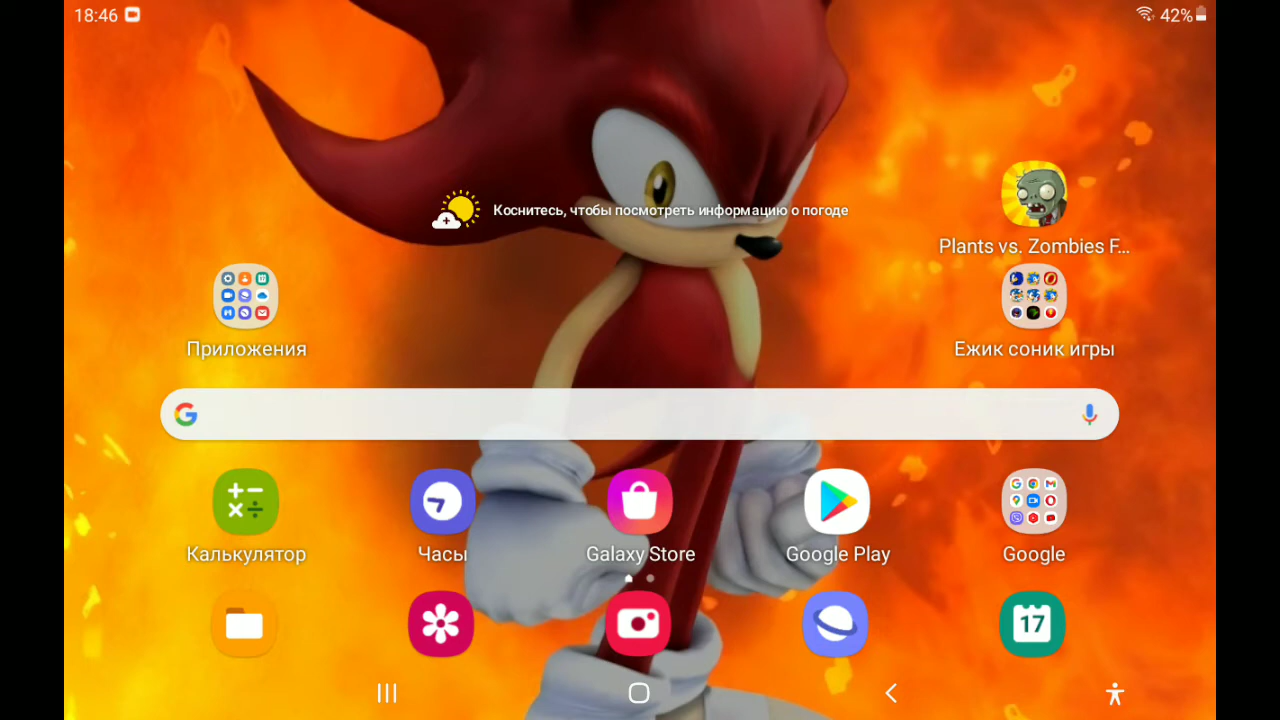 18:46
42%
Коснитесь, чтобы посмотреть информацию о погоде
Plants vs. Zombies F...
Приложения
Ежик соник игры
Калькулятор
Часы
Galaxy Store
Google Play
Google
17